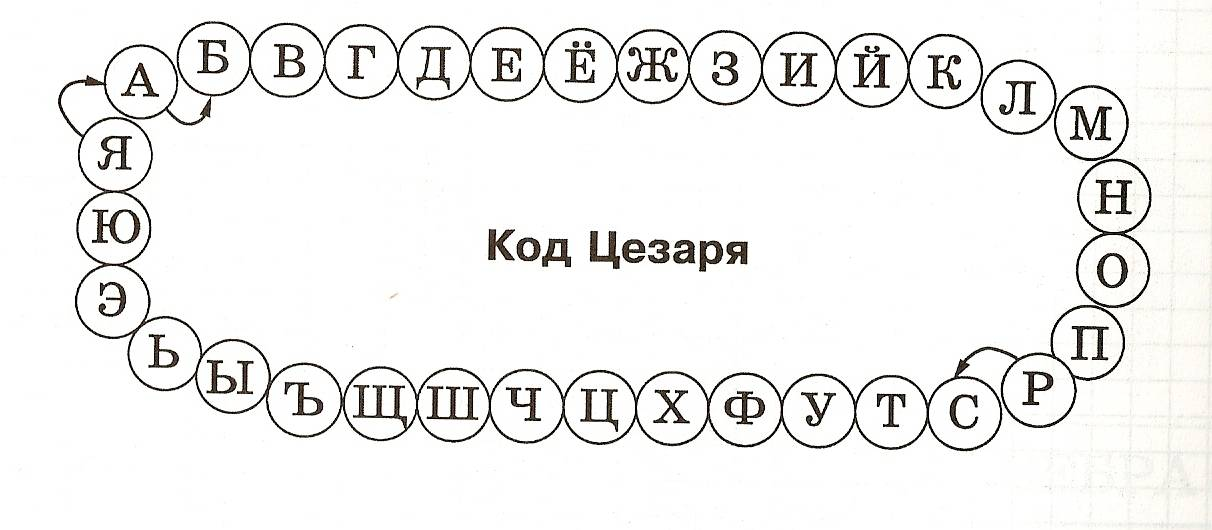 А Б В Г Д Е Ё Ж З И Й К Л М Н О П Р С Т У Ф Х Ц Ч Ш Щ Ъ Ы Ь Э Ю Я
Код Цезаря